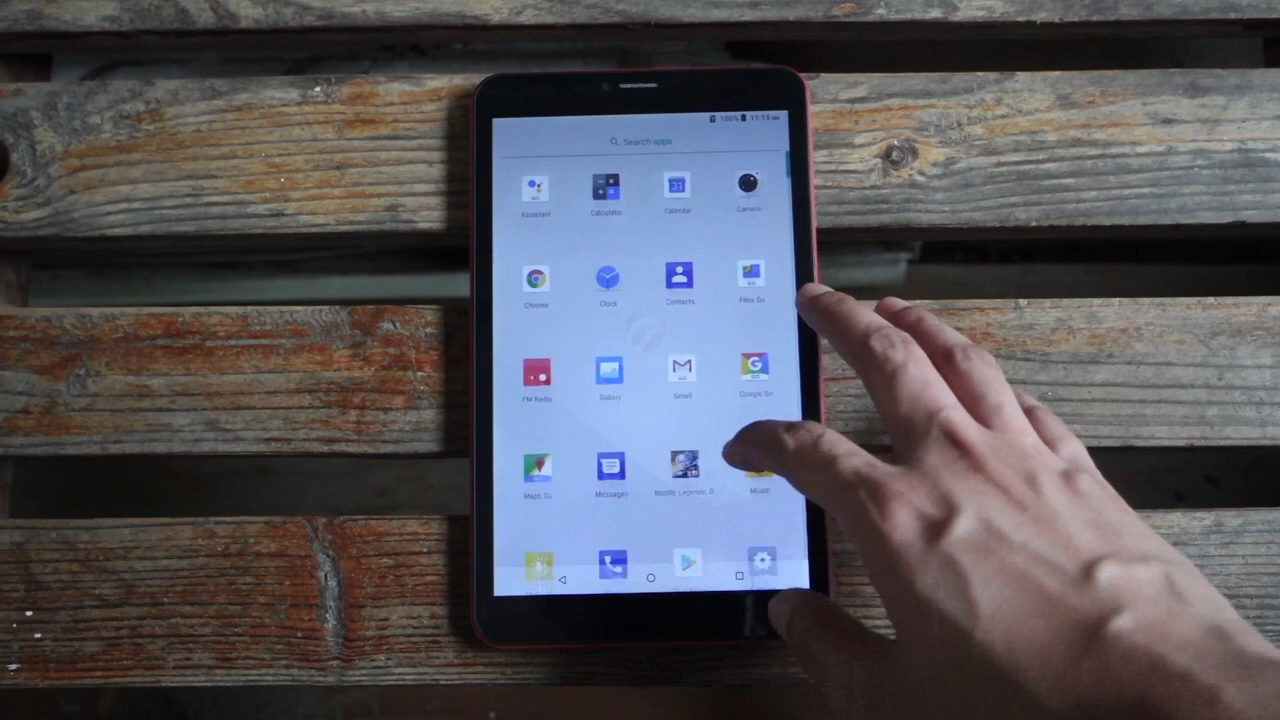 100% 11:15 AM
Search apps
31
Assistant Calculator Calendar Camera
Chrome Clock Contacts Files Go
FM Radio Gallery Gmail Google Go
Maps Go Messages Mobile Legends: B. Music